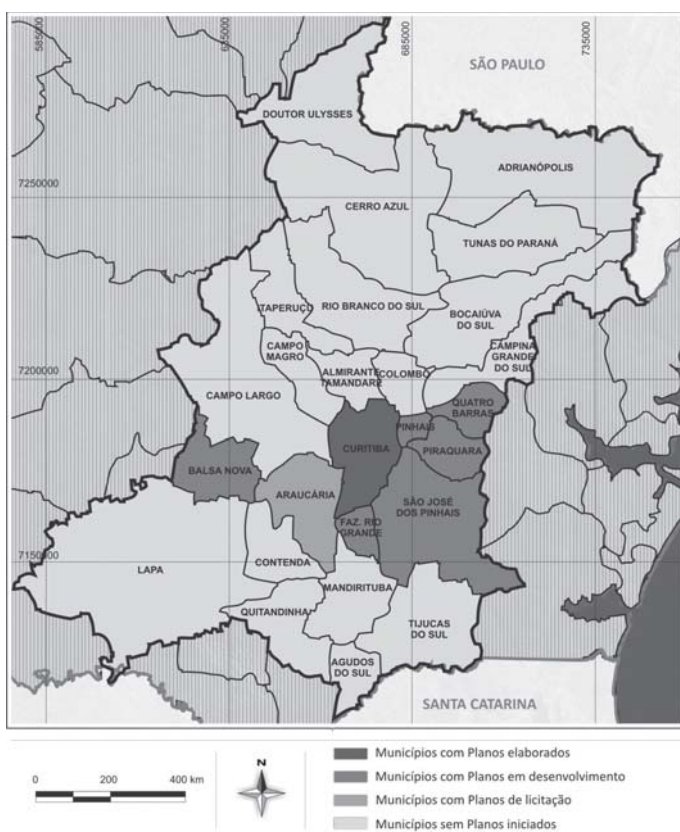 585000
635000
685000
735000
SÃO PAULO
DOUTOR ULYSSES
ADRIANÓPOLIS
7250000
CERRO AZUL
TUNAS DO PARANÁ
ITAPERUÇÚ
RIO BRANCO DO SUL
BOCAIÚVA
DO SUL
CAMPO
MAGRO
CAMPINA
GRANDE
DO SUL
7200000
ALMIRANTE
TAMANDARÉ
COLOMBO
CAMPO LARGO
QUATRO
BARRAS
PINHAIS
CURITIBA
PIRAQUARA
BALSA NOVA
ARAUCÁRIA
SÃO JOSÉ
DOS PINHAIS
FAZ. RIO
GRANDE
7150000
LAPA
CONTENDA
MANDIRITUBA
QUITANDINHA
TIJUCAS
DO SUL
AGUDOS
DO SUL
SANTA CATARINA
0 200 400 km
N
Municípios com Planos elaborados
Municípios com Planos em desenvolvimento
Municípios com Planos de licitação
Municípios sem Planos iniciados